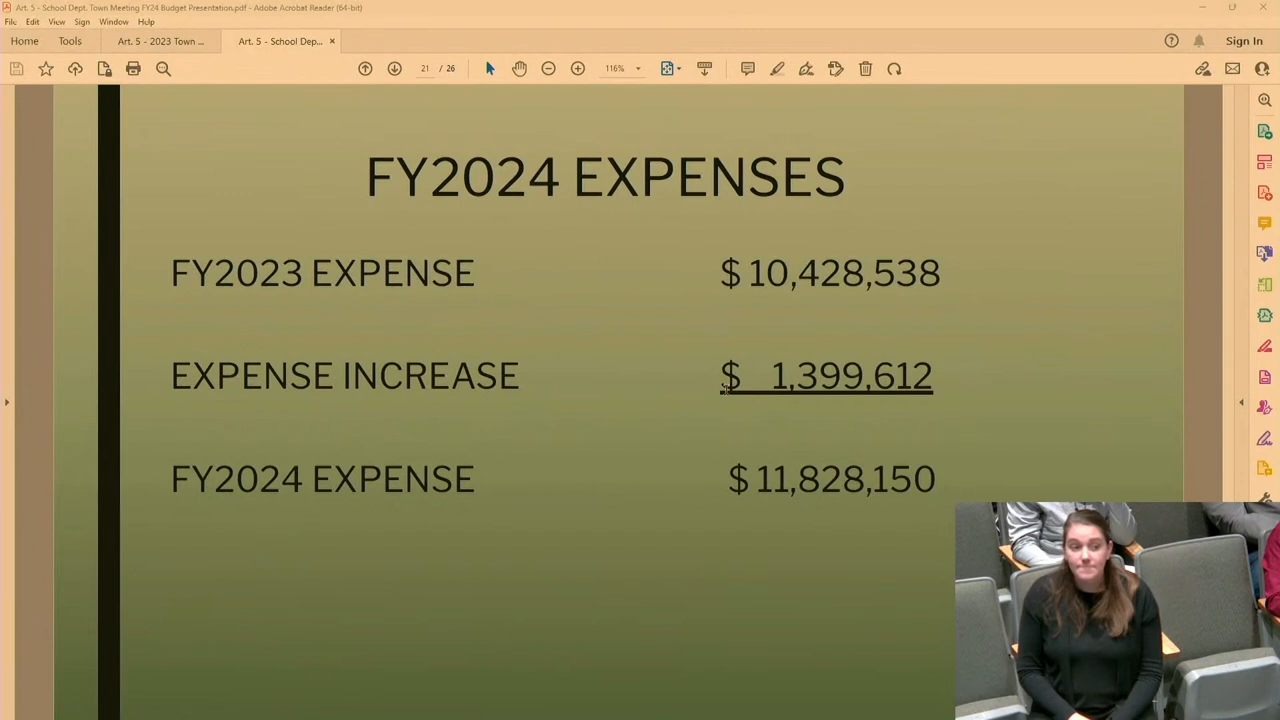 Art. 5 - School Dept. Town Meeting FY24 Budget Presentation.pdf - Adobe Acrobat Reader (64-bit)
File Edit View Sign Window Help
Home Tools Art. 5 - 2023 Town ... Art. 5 - School Dep... × Sign In
21 / 26 116%
FY2024 EXPENSES
FY2023 EXPENSE $ 10,428,538
EXPENSE INCREASE $ 1,399,612
FY2024 EXPENSE $ 11,828,150